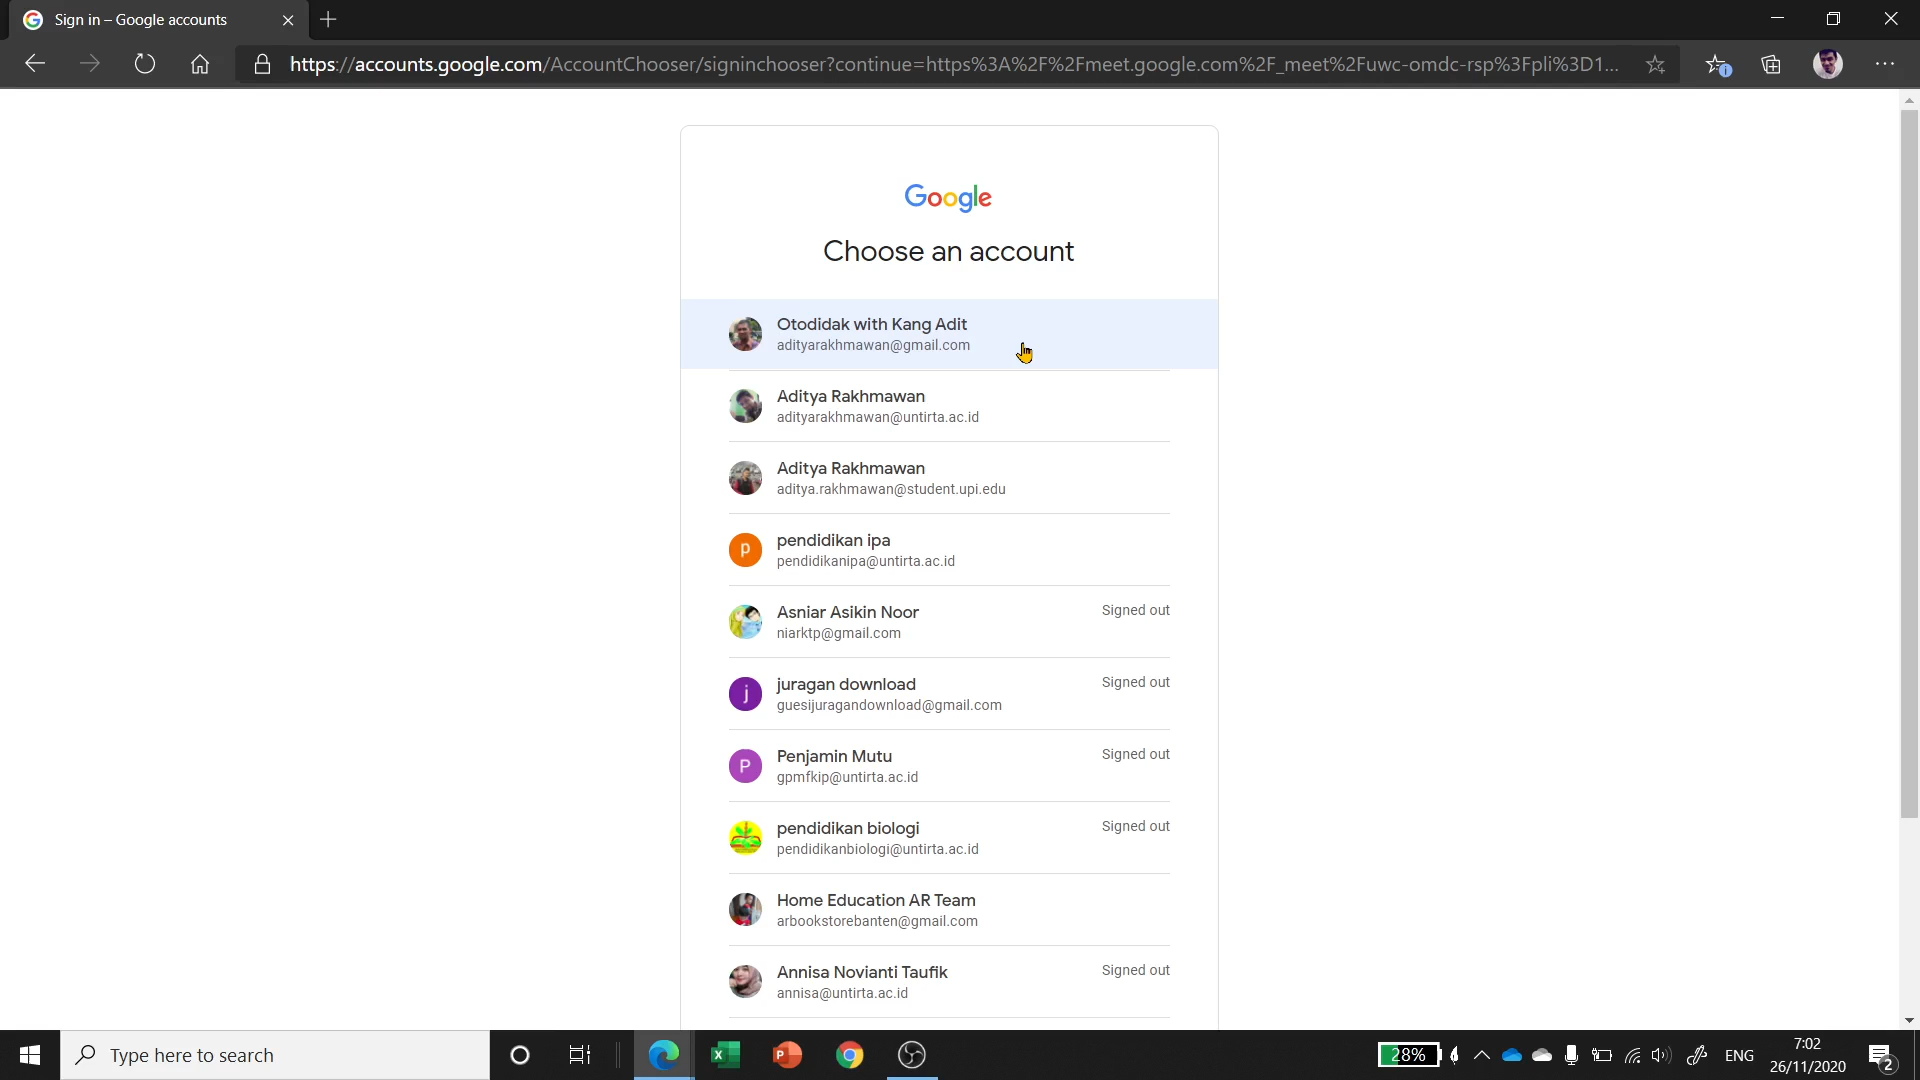 Sign in – Google accounts
https://accounts.google.com/AccountChooser/signinchooser?continue=https%3A%2F%2Fmeet.google.com%2F_meet%2Fuwc-omdc-rsp%3Fpli%3D1...
Google
Choose an account
Otodidak with Kang Adit
adityarakhmawan@gmail.com
Aditya Rakhmawan
adityarakhmawan@untirta.ac.id
Aditya Rakhmawan
aditya.rakhmawan@student.upi.edu
p
pendidikan ipa
pendidikanipa@untirta.ac.id
Asniar Asikin Noor
Signed out
niarktp@gmail.com
j
juragan download
Signed out
guesijuragandownload@gmail.com
P
Penjamin Mutu
Signed out
gpmfkip@untirta.ac.id
pendidikan biologi
Signed out
pendidikanbiologi@untirta.ac.id
Home Education AR Team
arbookstorebanten@gmail.com
Annisa Novianti Taufik
Signed out
annisa@untirta.ac.id
Type here to search
28%
ENG
7:02
26/11/2020
2